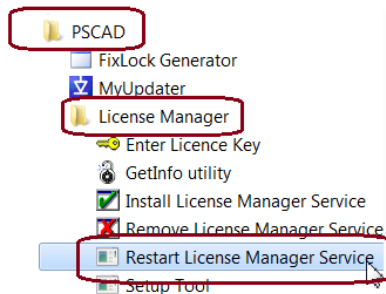 PSCAD
FixLock Generator
MyUpdater
License Manager
Enter Licence Key
GetInfo utility
Install License Manager Service
Remove License Manager Service
Restart License Manager Service
Setup Tool